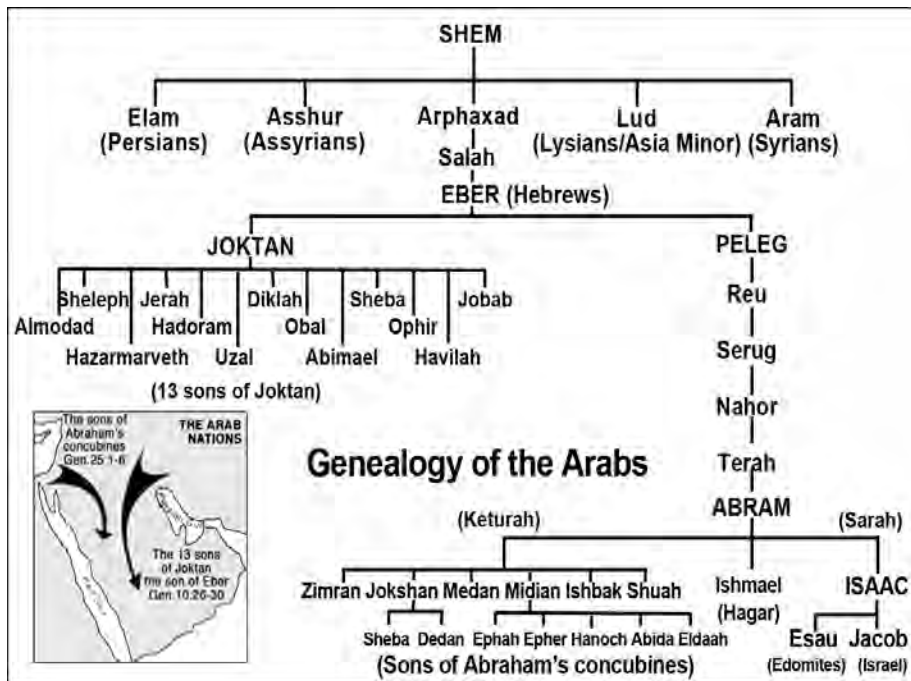 SHEM
Elam Asshur Arphaxad Lud Aram
(Persians) (Assyrians) (Lysians/Asia Minor) (Syrians)
Salah
EBER (Hebrews)
JOKTAN PELEG
Sheleph Jerah Diklah Sheba Jobab
Almodad Hadoram Obal Ophir
Hazarmarveth Uzal Abimael Havilah
(13 sons of Joktan)
Reu
Serug
Nahor
Terah
ABRAM
The sons of
Abraham's
concubines
Gen.25:1-6
THE ARAB
NATIONS
The 13 sons
of Joktan
the son of Eber
Gen.10:26-30
Genealogy of the Arabs
(Keturah) (Sarah)
Zimran Jokshan Medan Midian Ishbak Shuah
Ishmael ISAAC
(Hagar)
Sheba Dedan Ephah Epher Hanoch Abida Eldaah
Esau Jacob
(Sons of Abraham's concubines)
(Edomites) (Israel)